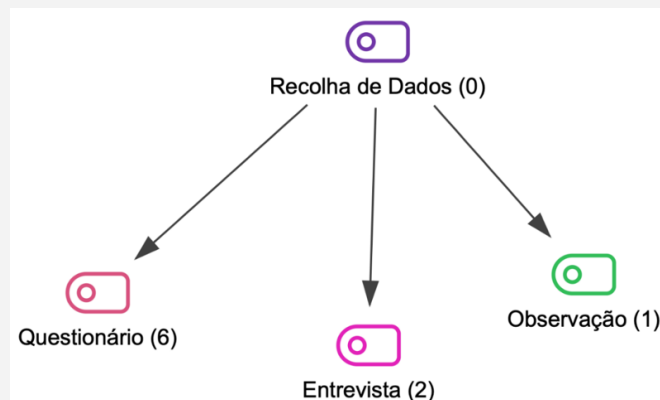 Recolha de Dados (0)
Questionário (6)
Observação (1)
Entrevista (2)